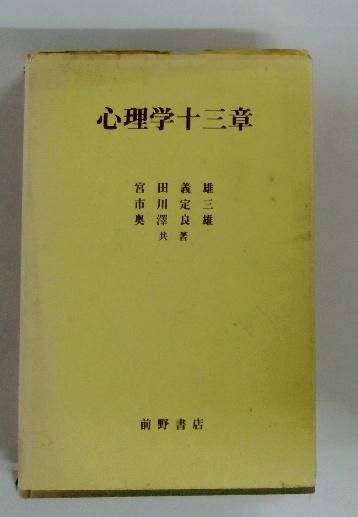 心理学十三章
宮田義雄
市川定三
奥澤良雄
共著
前野書店